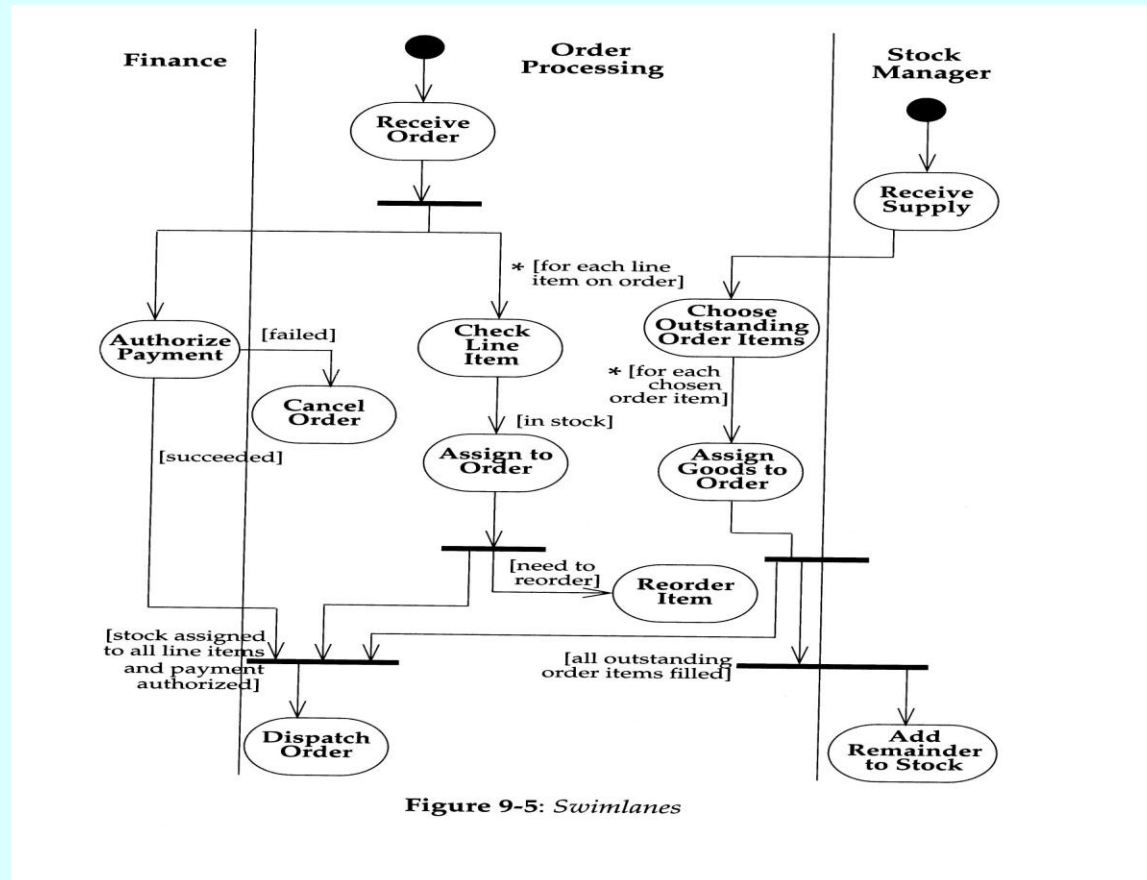 Finance
Order
Processing
Stock
Manager
Receive
Order
Receive
Supply
* [for each line
item on order]
Authorize
Payment
[failed]
Check
Line
Item
Choose
Outstanding
Order Items
* [for each
chosen
order item]
Cancel
Order
[in stock]
[succeeded]
Assign to
Order
Assign
Goods to
Order
[need to
reorder]
Reorder
Item
[stock assigned
to all line items
and payment
authorized]
[all outstanding
order items filled]
Dispatch
Order
Add
Remainder
to Stock
Figure 9-5: Swimlanes